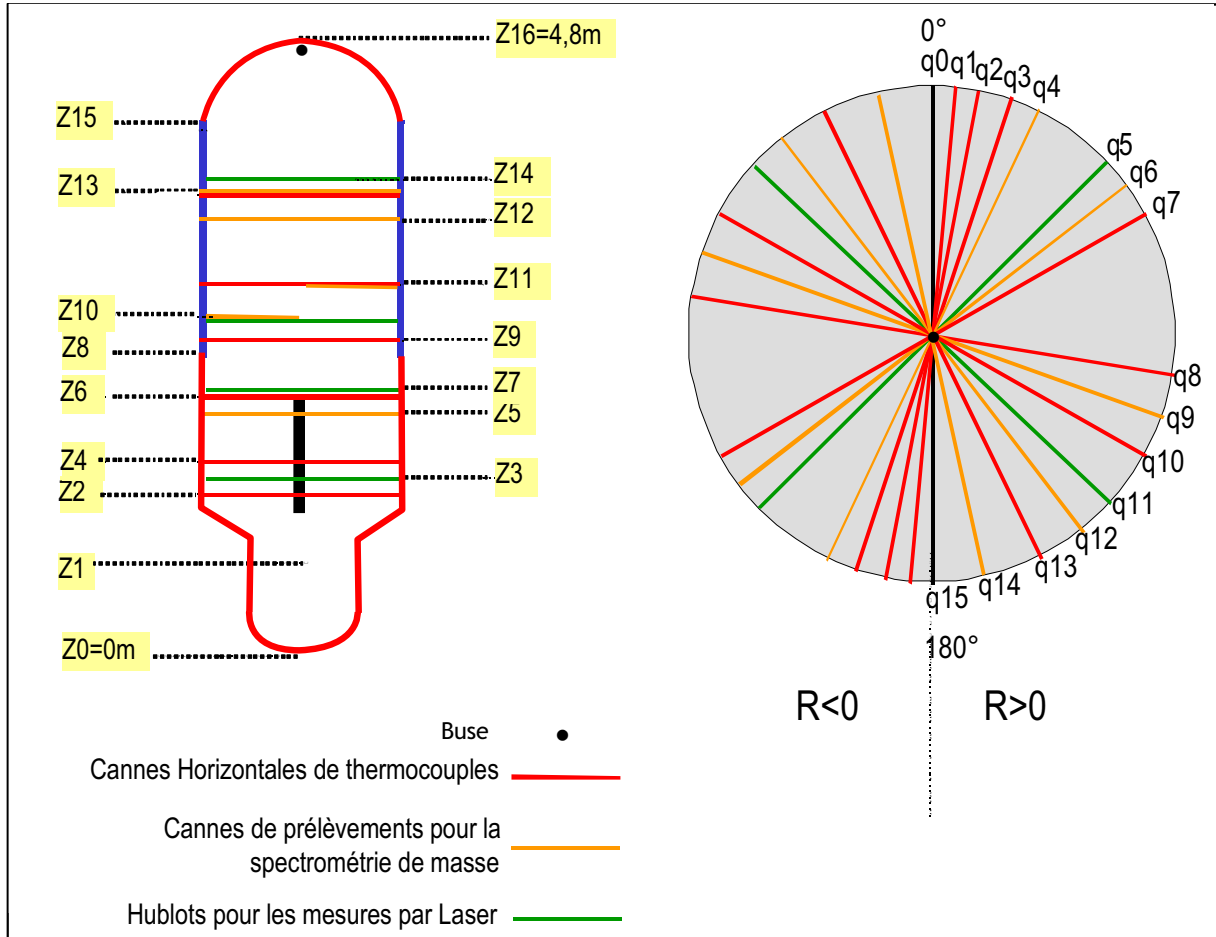 Z16=4,8m
Z15
Z14
Z13
Z12
Z11
Z10
Z9
Z8
Z7
Z6
Z5
Z4
Z3
Z2
Z1
Z0=0m
0°
q0 q1 q2 q3 q4
q5
q6
q7
q8
q9
q10
q11
q12
q13
q14
q15
180°
R<0
R>0
Buse
Cannes Horizontales de thermocouples
Cannes de prélèvements pour la
spectrométrie de masse
Hublots pour les mesures par Laser